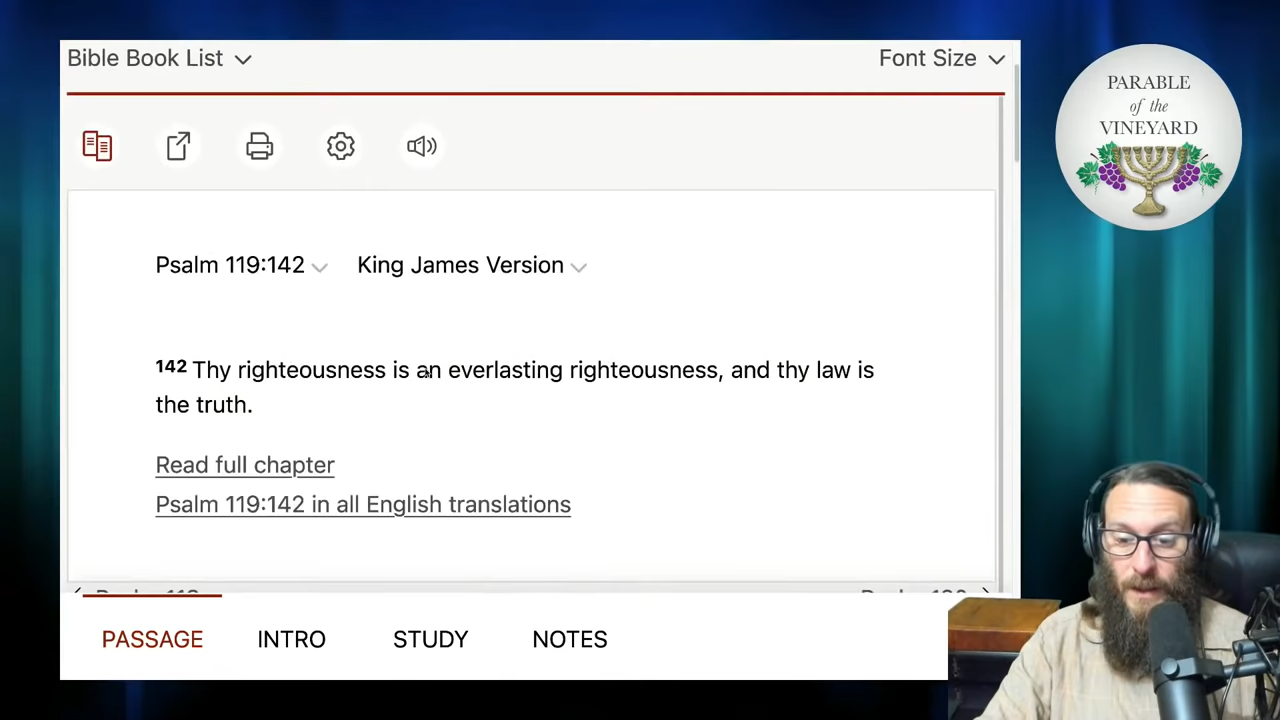 Bible Book List
Font Size
PARABLE
of the
VINEYARD
Psalm 119:142
King James Version
142 Thy righteousness is an everlasting righteousness, and thy law is
the truth.
Read full chapter
Psalm 119:142 in all English translations
PASSAGE
INTRO
STUDY
NOTES